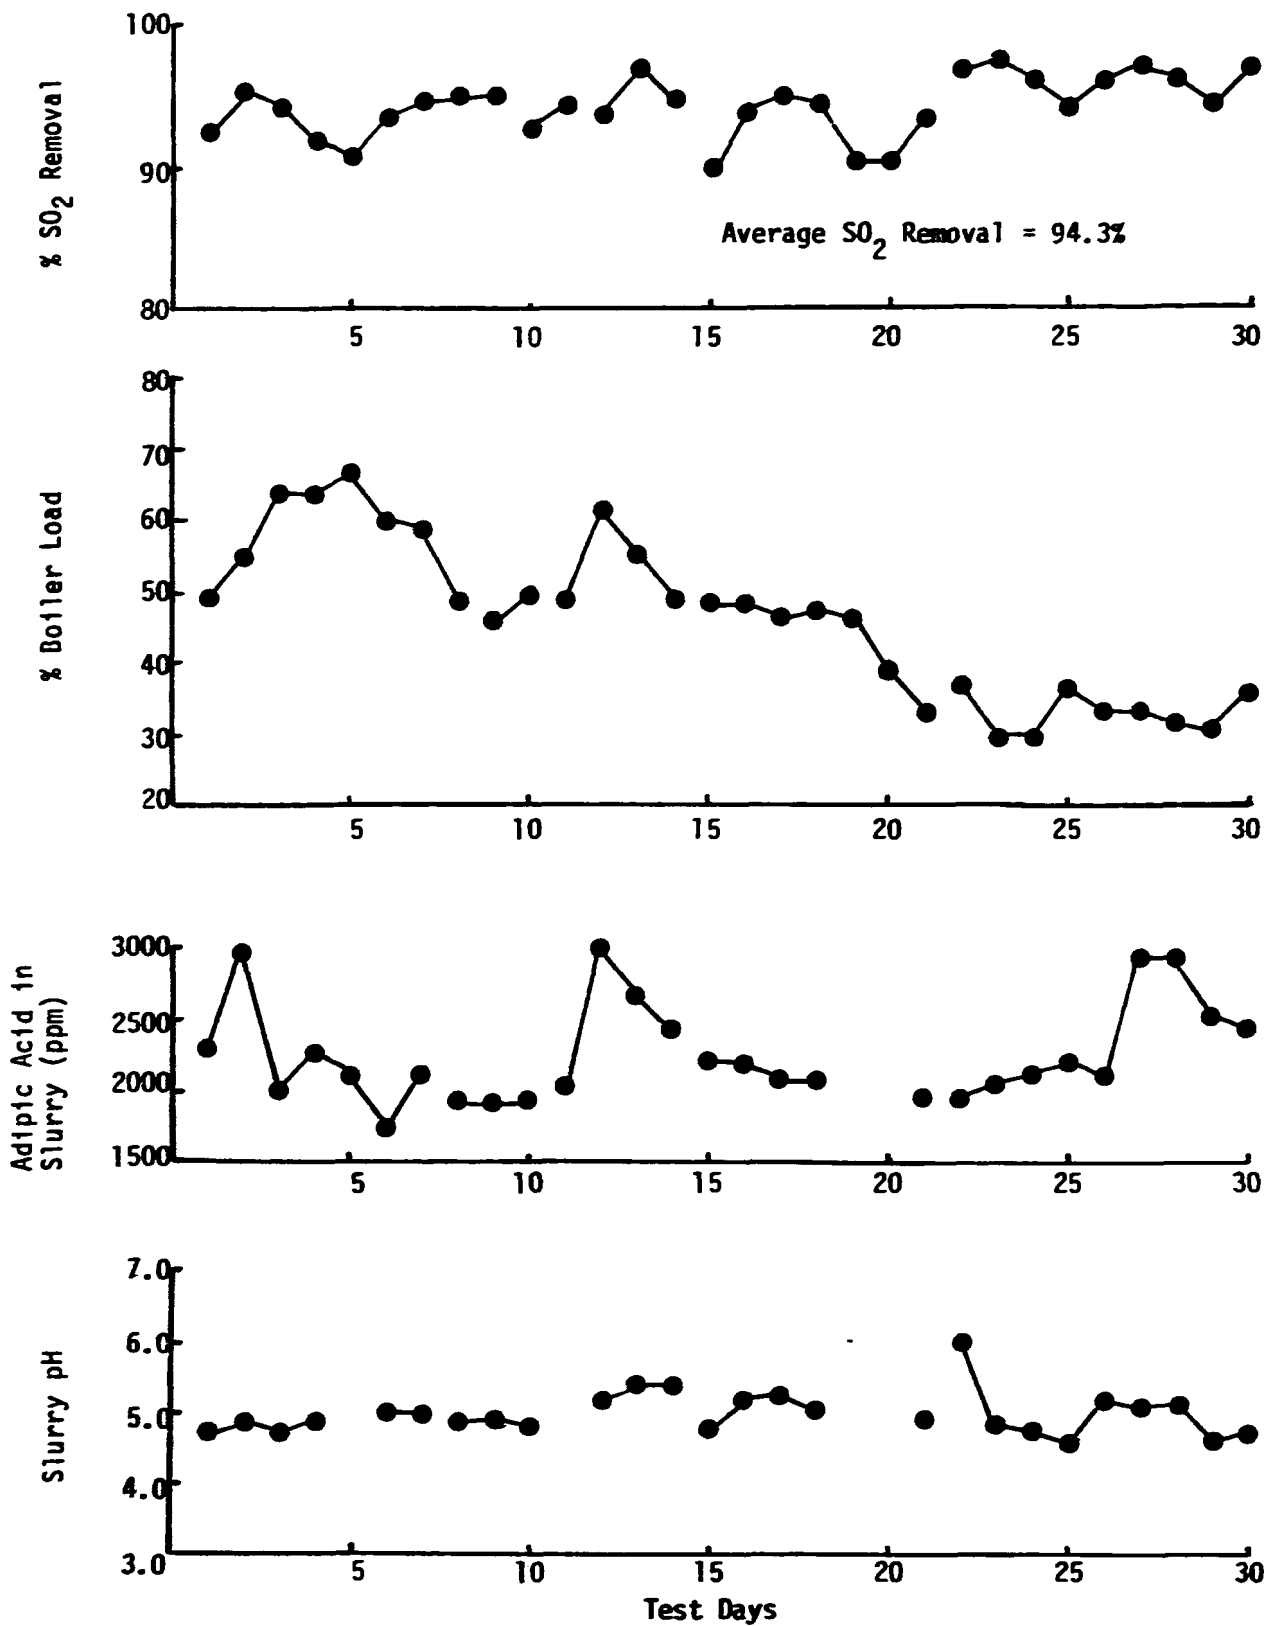 % SO2 Removal
100
90
80
Average SO2 Removal = 94.3%
5 10 15 20 25 30
% Boiler Load
80
70
60
50
40
30
20
5 10 15 20 25 30
Adipic Acid in
Slurry (ppm)
3000
2500
2000
1500
5 10 15 20 25 30
Slurry pH
7.0
6.0
5.0
4.0
3.0
5 10 15 20 25 30
Test Days